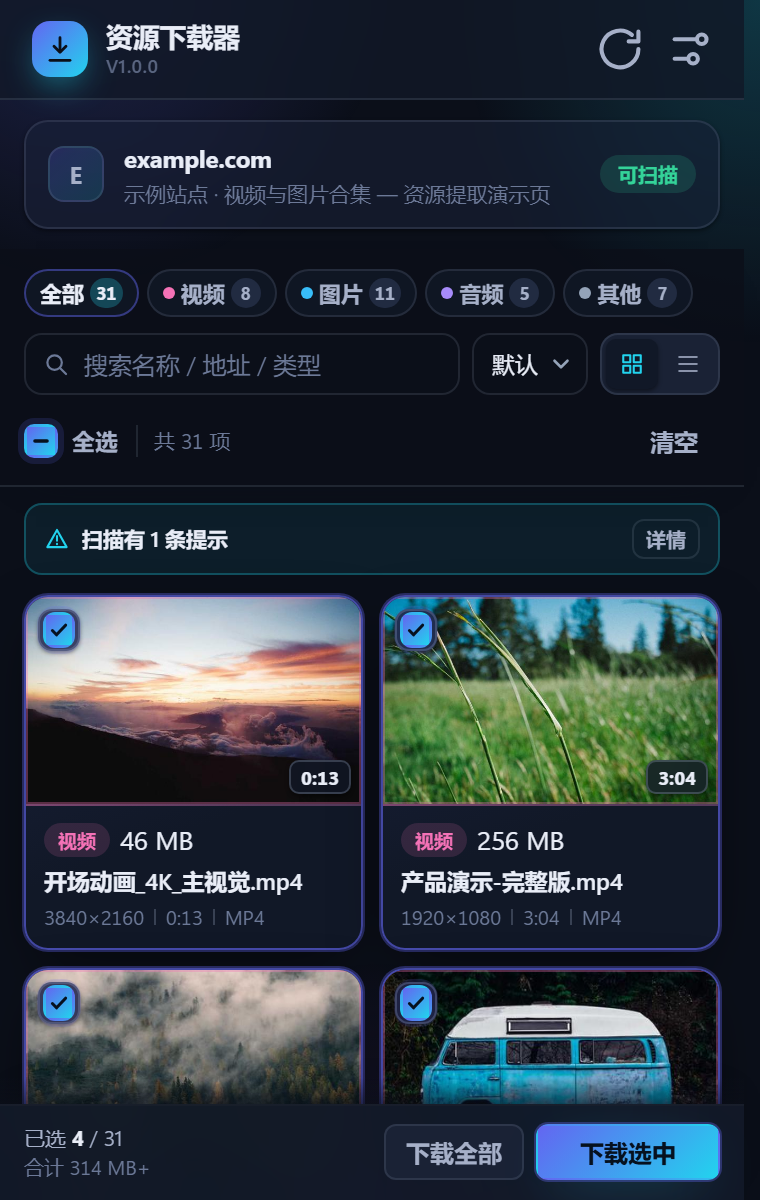 资源下载器
V1.0.0
E
example.com
可扫描
示例站点 · 视频与图片合集 — 资源提取演示页
全部 31 视频 8 图片 11 音频 5 其他 7
搜索名称 / 地址 / 类型 默认
全选 共 31 项 清空
扫描有 1 条提示 详情
0:13 3:04
视频 46 MB
开场动画_4K_主视觉.mp4
3840×2160 | 0:13 | MP4
视频 256 MB
产品演示-完整版.mp4
1920×1080 | 3:04 | MP4
已选 4 / 31
合计 314 MB+
下载全部 下载选中